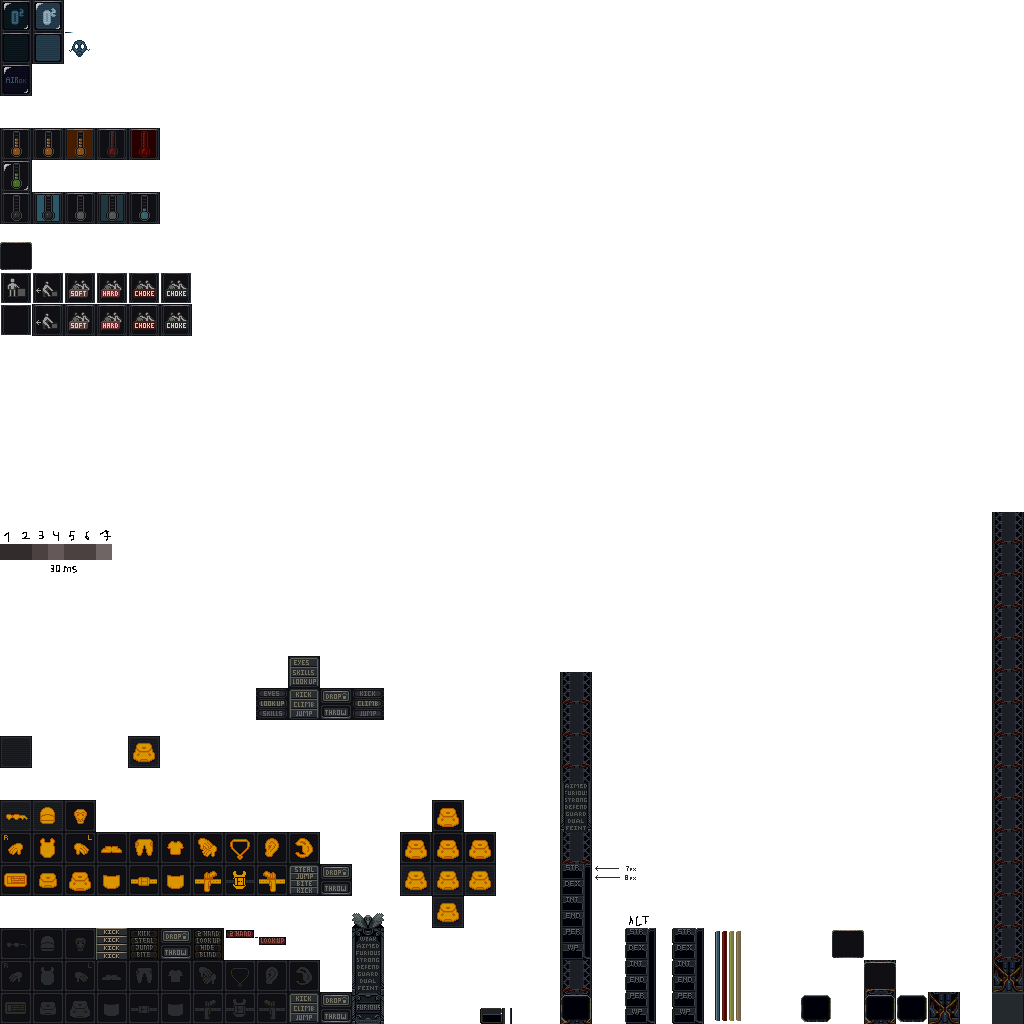 O2 O2
AIROK
SOFT HARD CHOKE CHOKE
SOFT HARD CHOKE CHOKE
1 2 3 4 5 6 7
30 ms
EYES
SKILLS
LOOKUP
EYES KICK DROP KICK
LOOKUP CLIMB CLIMB
SKILLS JUMP THROW JUMP
AIMED
FURIOUS
STRONG
DEFEND
GUARD
DUAL
FEINT
R L
STEAL DROP
JUMP
BITE THROW
KICK
STR 7px
8px
DEX
INT
END
PER
WP
ALT
STR STR
DEX DEX
INT INT
END END
PER PER
WP WP
KICK KICK DROP 2 HAND 2 HAND
KICK STEAL LOOKUP LOOKUP
KICK JUMP THROW HIDE
KICK BITE BLIND
WEAK
AIMED
FURIOUS
STRONG
DEFEND
GUARD
DUAL
FEINT
R L
KICK DROP FURIOUS
CLIMB
JUMP THROW